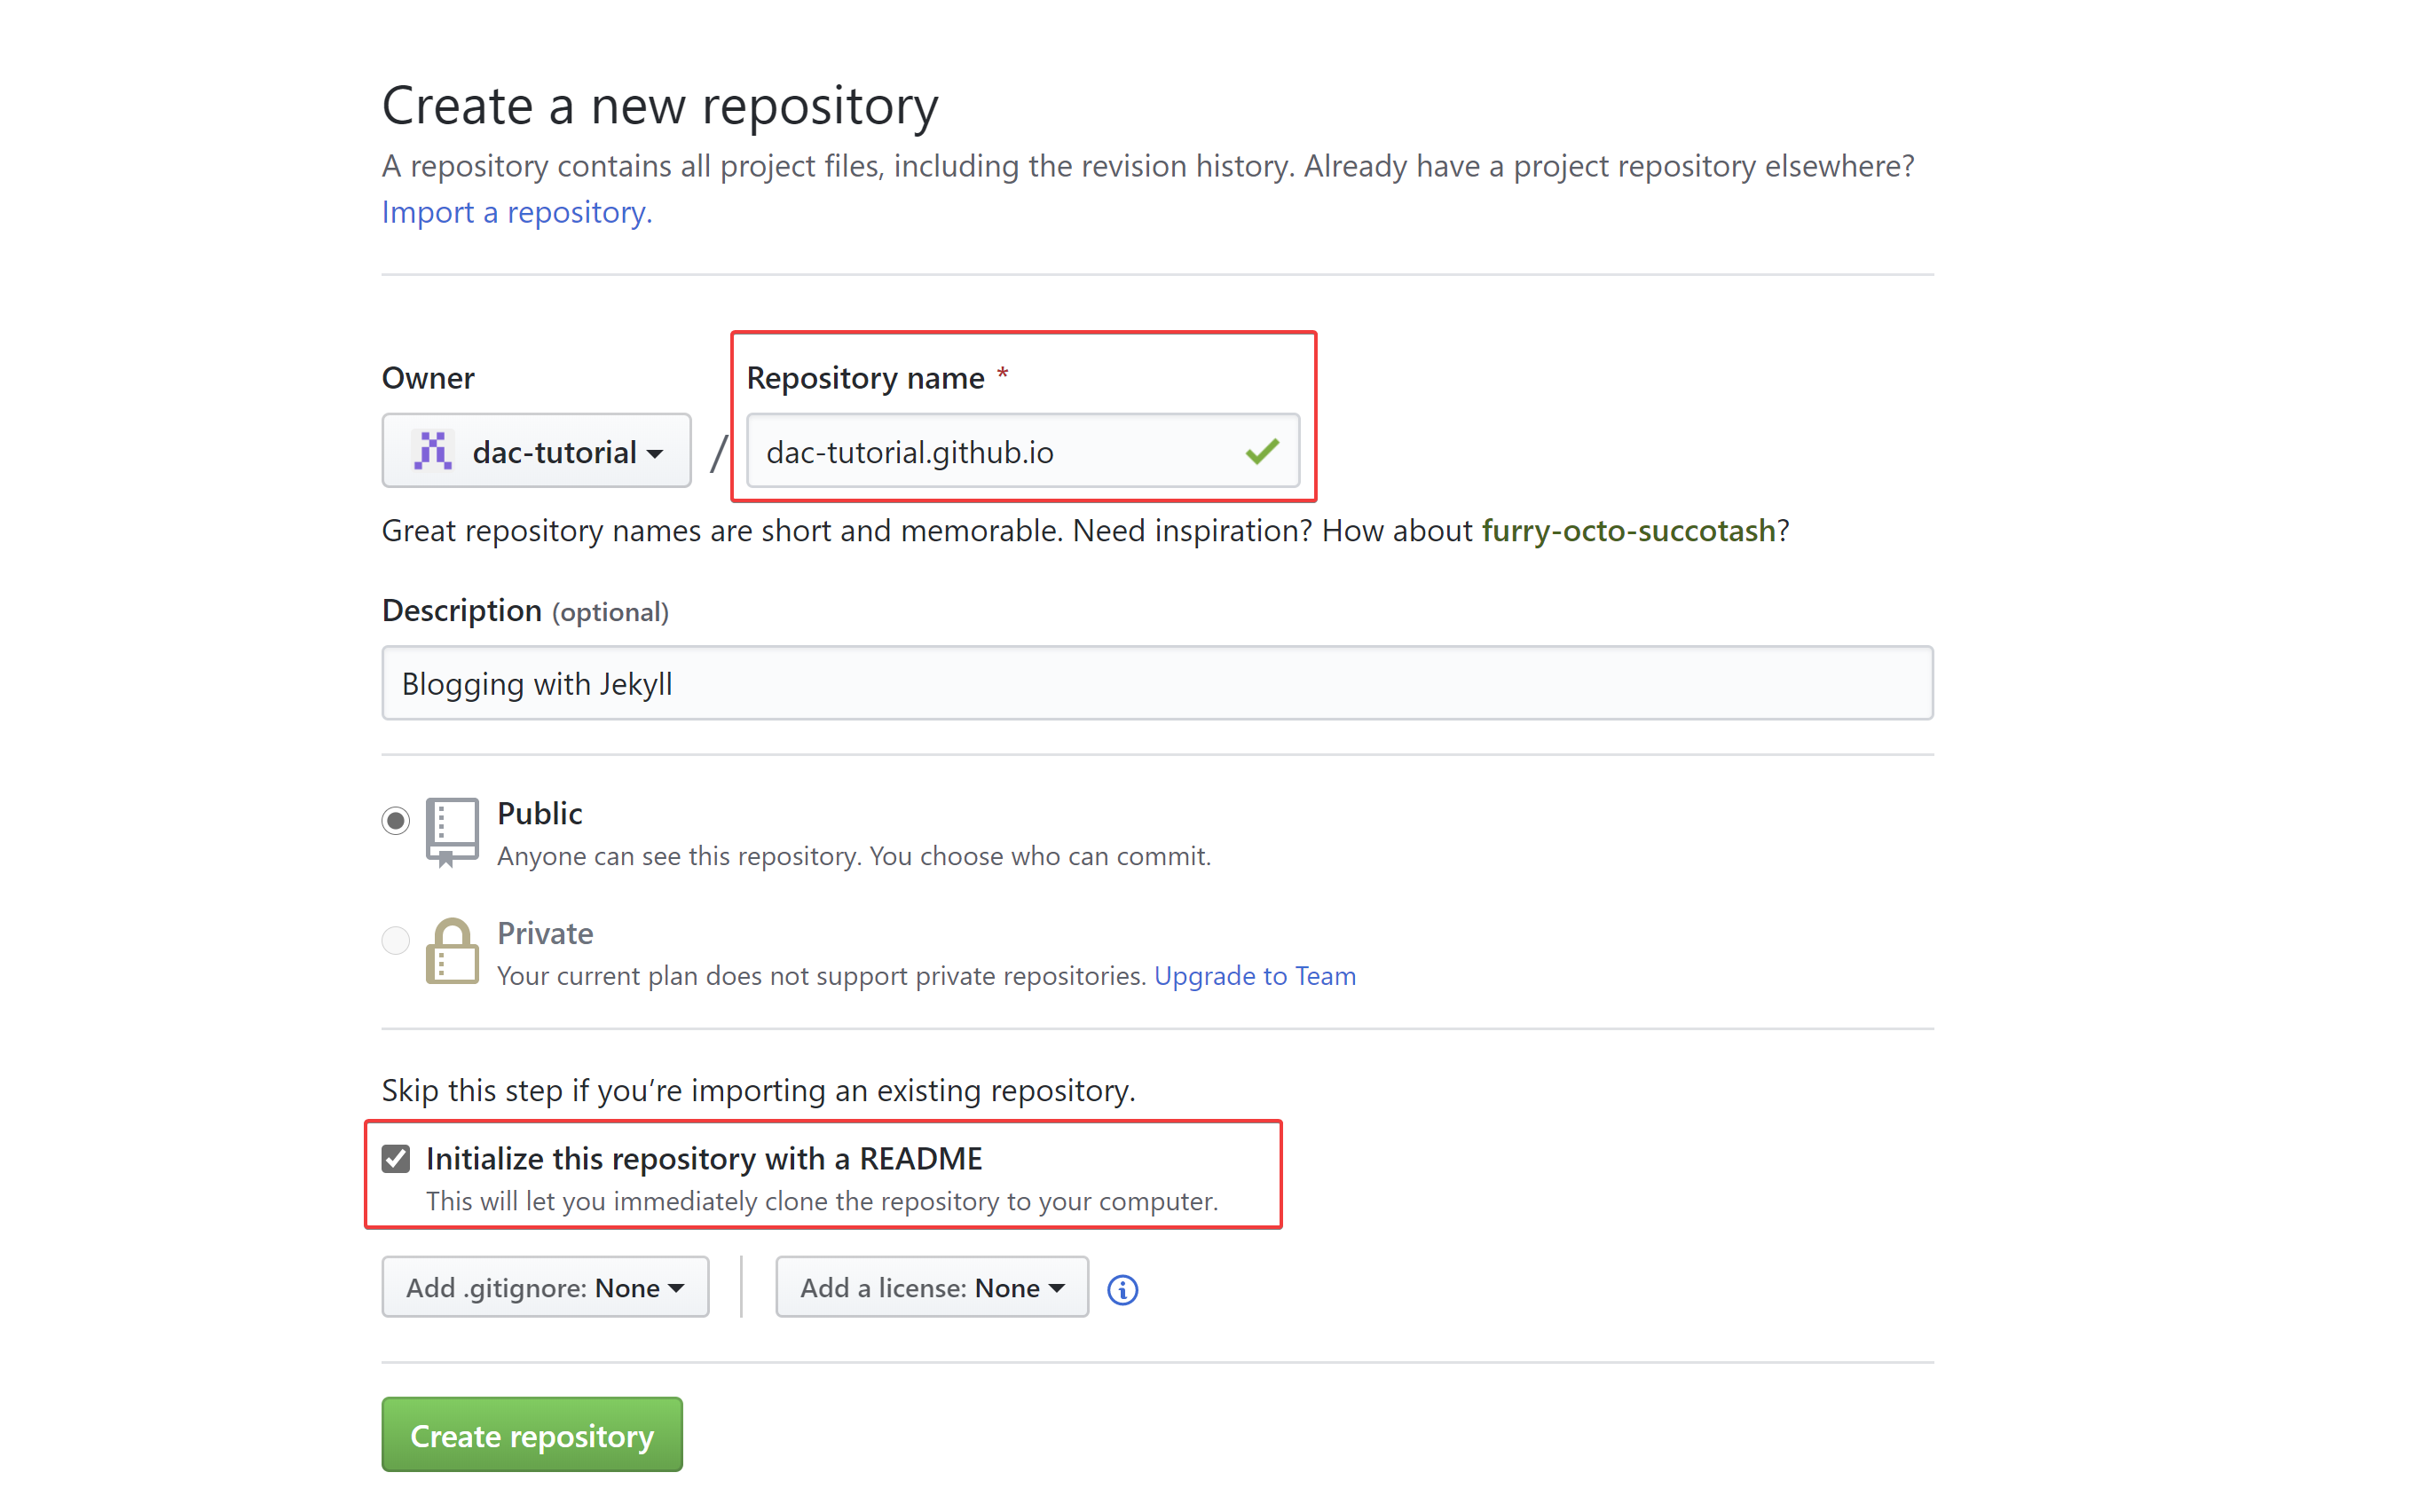 Create a new repository
A repository contains all project files, including the revision history. Already have a project repository elsewhere?
Import a repository.
Owner
Repository name *
dac-tutorial
/
dac-tutorial.github.io
Great repository names are short and memorable. Need inspiration? How about furry-octo-succotash?
Description (optional)
Blogging with Jekyll
Public
Anyone can see this repository. You choose who can commit.
Private
Your current plan does not support private repositories. Upgrade to Team
Skip this step if you’re importing an existing repository.
Initialize this repository with a README
This will let you immediately clone the repository to your computer.
Add .gitignore: None
Add a license: None
Create repository